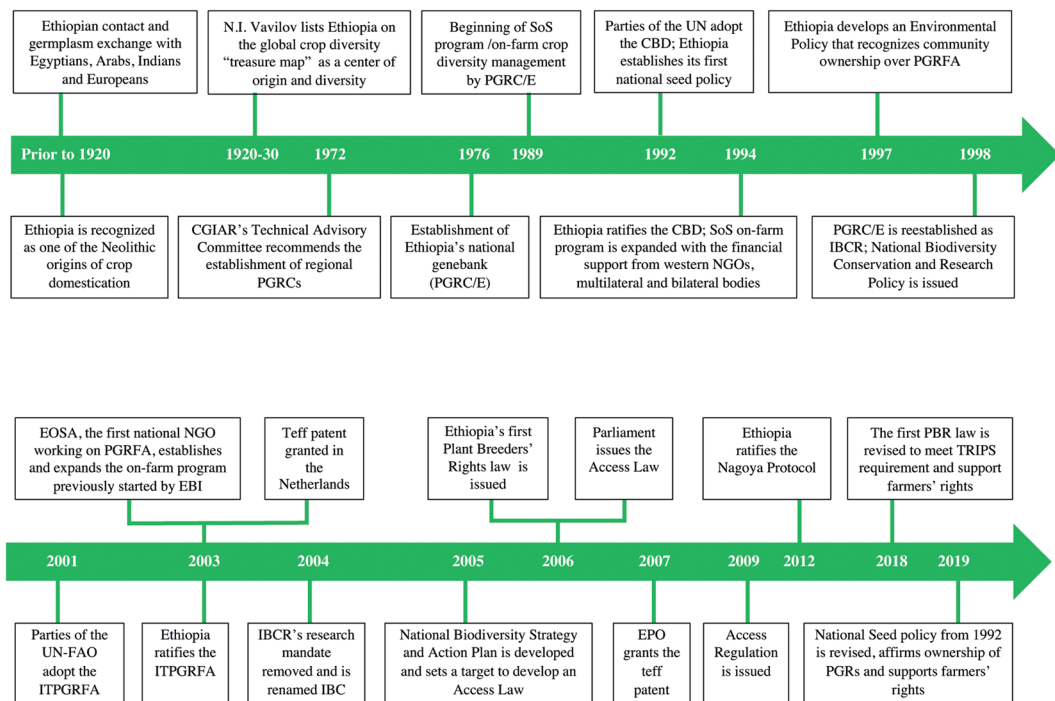 Ethiopian contact and
germplasm exchange with
Egyptians, Arabs, Indians
and Europeans
N.I. Vavilov lists Ethiopia on
the global crop diversity
“treasure map” as a center of
origin and diversity
Beginning of SoS
program /on-farm crop
diversity management
by PGRC/E
Parties of the UN adopt
the CBD; Ethiopia
establishes its first
national seed policy
Ethiopia develops an Environmental
Policy that recognizes community
ownership over PGRFA
Prior to 1920 1920-30 1972 1976 1989 1992 1994 1997 1998
Ethiopia is recognized
as one of the Neolithic
origins of crop
domestication
CGIAR’s Technical Advisory
Committee recommends the
establishment of regional
PGRCs
Establishment of
Ethiopia’s national
genebank
(PGRC/E)
Ethiopia ratifies the CBD; SoS on-farm
program is expanded with the financial
support from western NGOs,
multilateral and bilateral bodies
PGRC/E is reestablished as
IBCR; National Biodiversity
Conservation and Research
Policy is issued
EOSA, the first national NGO
working on PGRFA, establishes
and expands the on-farm program
previously started by EBI
Teff patent
granted in
the
Netherlands
Ethiopia’s first
Plant Breeders’
Rights law is
issued
Parliament
issues the
Access Law
Ethiopia
ratifies the
Nagoya Protocol
The first PBR law is
revised to meet TRIPS
requirement and support
farmers’ rights
2001 2003 2004 2005 2006 2007 2009 2012 2018 2019
Parties of the
UN-FAO
adopt the
ITPGRFA
Ethiopia
ratifies the
ITPGRFA
IBCR’s research
mandate
removed and is
renamed IBC
National Biodiversity Strategy
and Action Plan is developed
and sets a target to develop an
Access Law
EPO
grants the
teff
patent
Access
Regulation
is issued
National Seed policy from 1992
is revised, affirms ownership of
PGRs and supports farmers’
rights